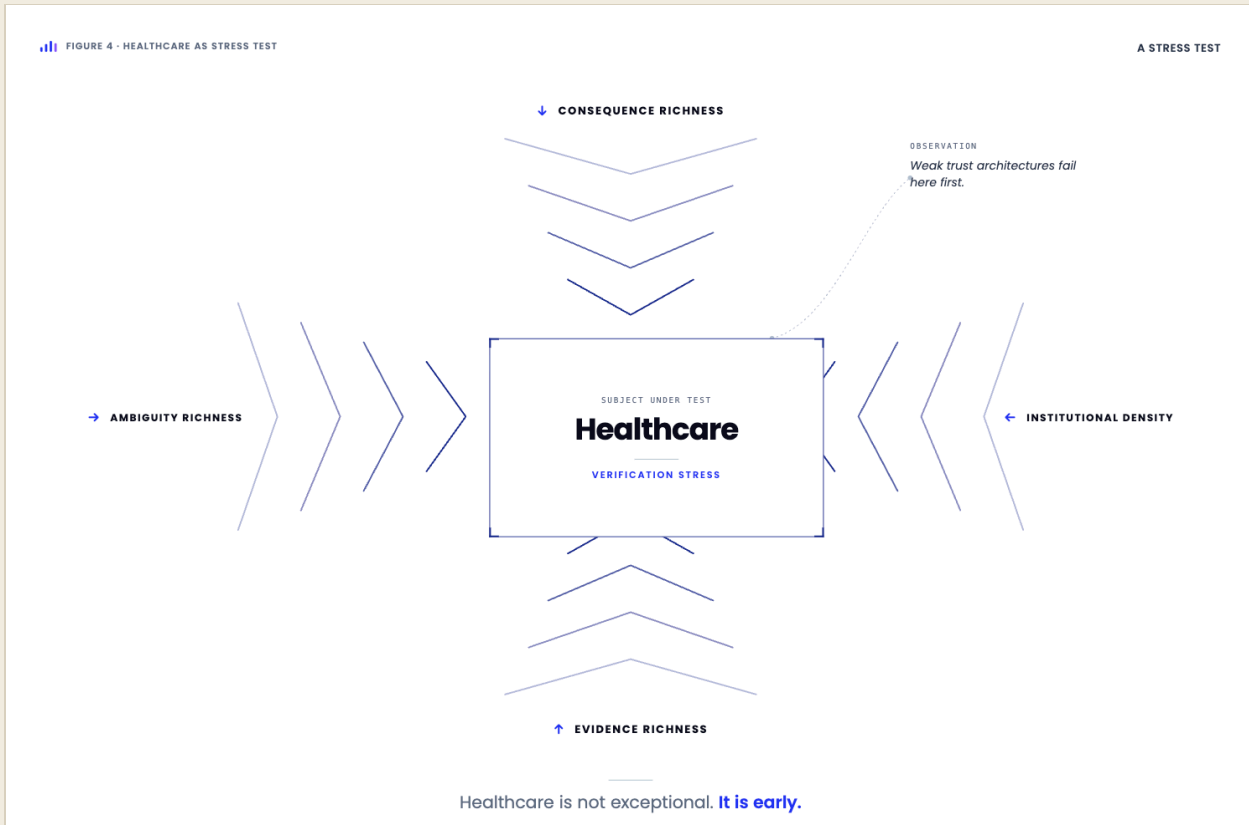 FIGURE 4 · HEALTHCARE AS STRESS TEST
A STRESS TEST
↓ CONSEQUENCE RICHNESS
OBSERVATION
Weak trust architectures fail
here first.
→ AMBIGUITY RICHNESS
SUBJECT UNDER TEST
Healthcare
VERIFICATION STRESS
← INSTITUTIONAL DENSITY
↑ EVIDENCE RICHNESS
Healthcare is not exceptional. It is early.